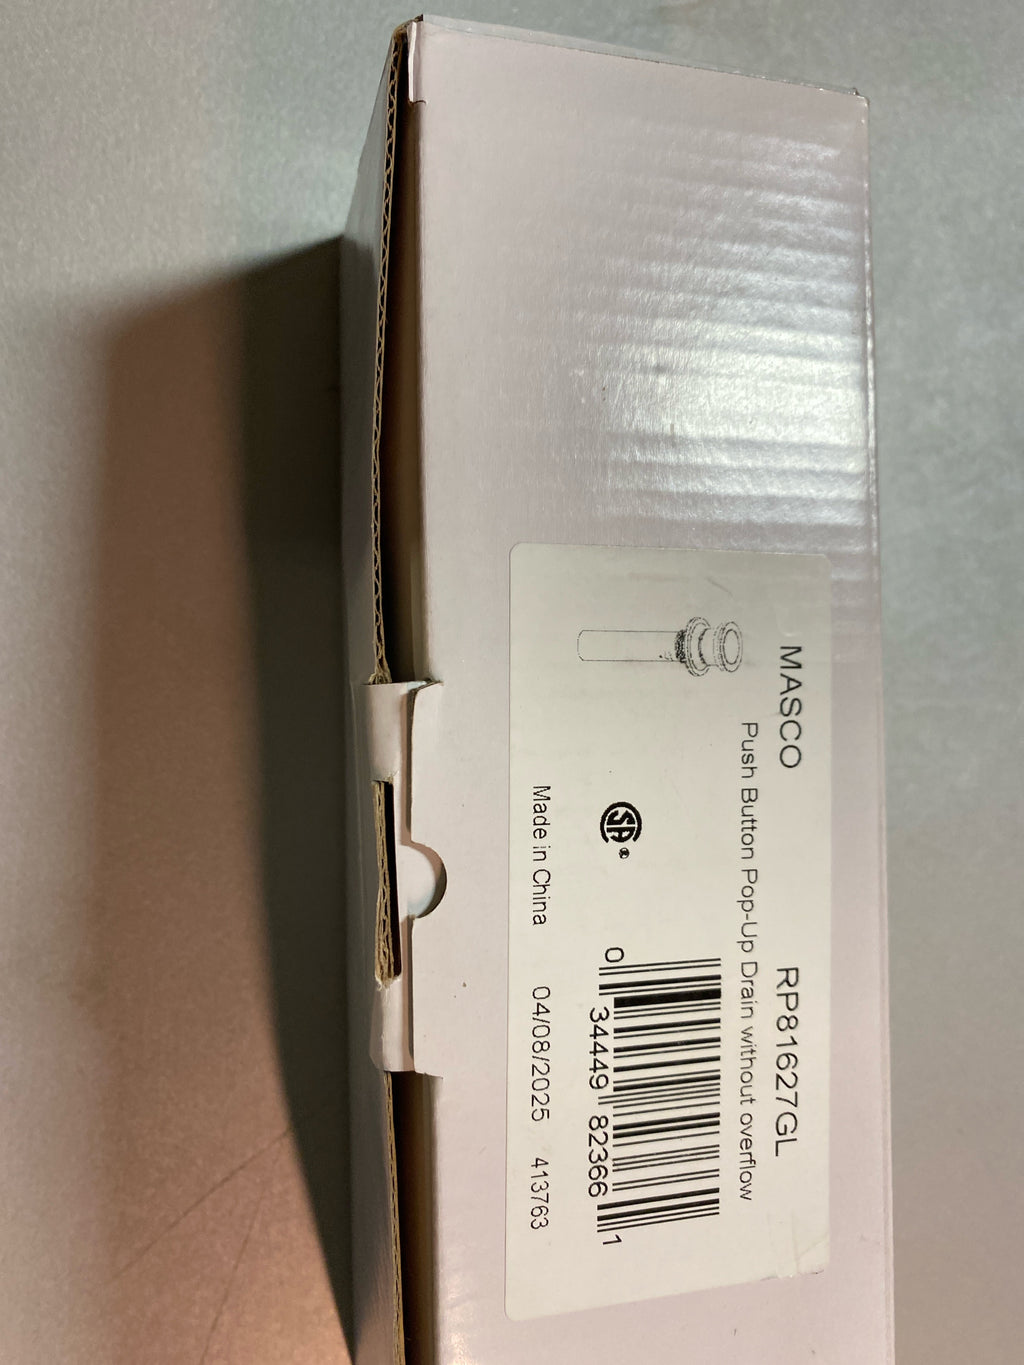 MASCO RP81627GL
Push Button Pop-Up Drain without overflow
SA®
0 34449 82366 1
Made in China 04/08/2025 413763